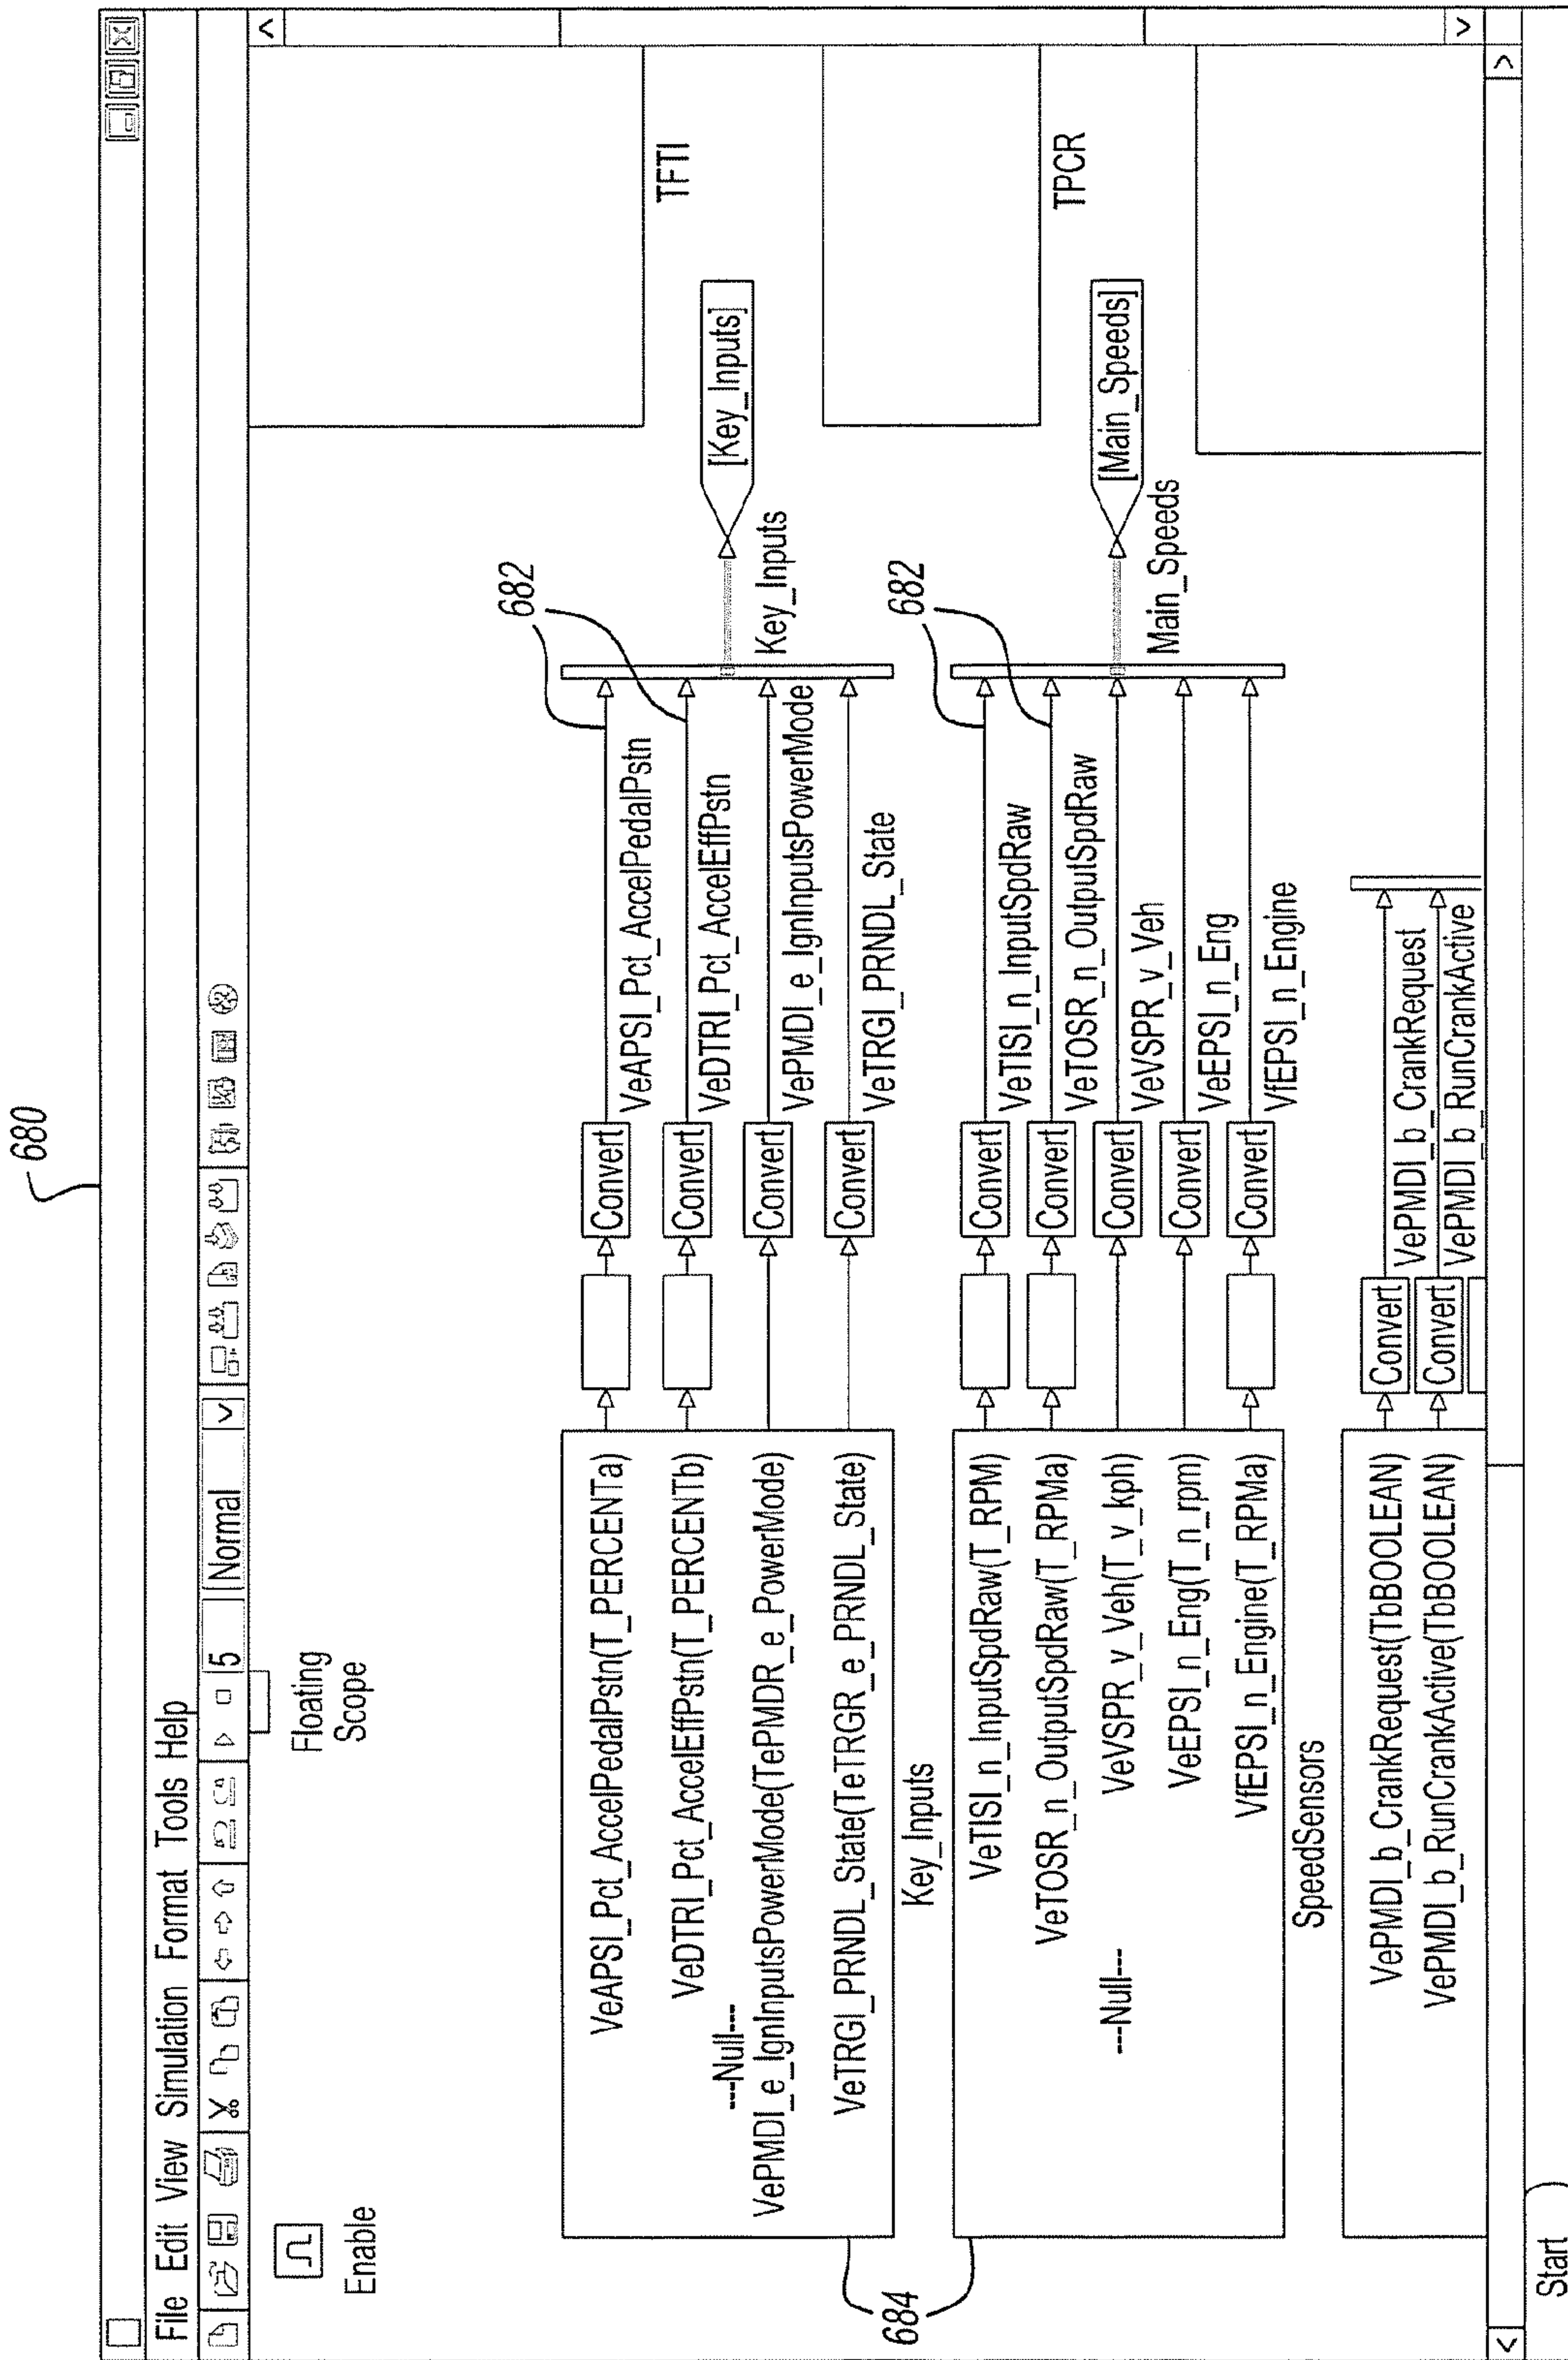 680
File Edit View Simulation Format Tools Help
5
Normal
Floating
Scope
Enable
682
VeAPSI_Pct_AccelPedalPstn(T_PERCENTa)
Convert
VeAPSI_Pct_AccelPedalPstn
VeDTRI_Pct_AccelEffPstn(T_PERCENTb)
Convert
VeDTRI_Pct_AccelEffPstn
---Null---
VePMDI_e_IgnInputsPowerMode(TePMDR_e_PowerMode)
Convert
VePMDI_e_IgnInputsPowerMode
VeTRGI_PRNDL_State(TeTRGR_e_PRNDL_State)
Convert
VeTRGI_PRNDL_State
Key_Inputs
Key_Inputs
[Key_Inputs]
TFTI
684
682
VeTISI_n_InputSpdRaw(T_RPM)
Convert
VeTISI_n_InputSpdRaw
VeTOSR_n_OutputSpdRaw(T_RPMa)
Convert
VeTOSR_n_OutputSpdRaw
---Null---
VeVSPR_v_Veh(T_v_kph)
Convert
VeVSPR_v_Veh
VeEPSI_n_Eng(T_n_rpm)
Convert
VeEPSI_n_Eng
VfEPSI_n_Engine(T_RPMa)
Convert
VfEPSI_n_Engine
SpeedSensors
Main_Speeds
[Main_Speeds]
TPCR
VePMDI_b_CrankRequest(TbBOOLEAN)
Convert
VePMDI_b_CrankRequest
VePMDI_b_RunCrankActive(TbBOOLEAN)
Convert
VePMDI_b_RunCrankActive
Start